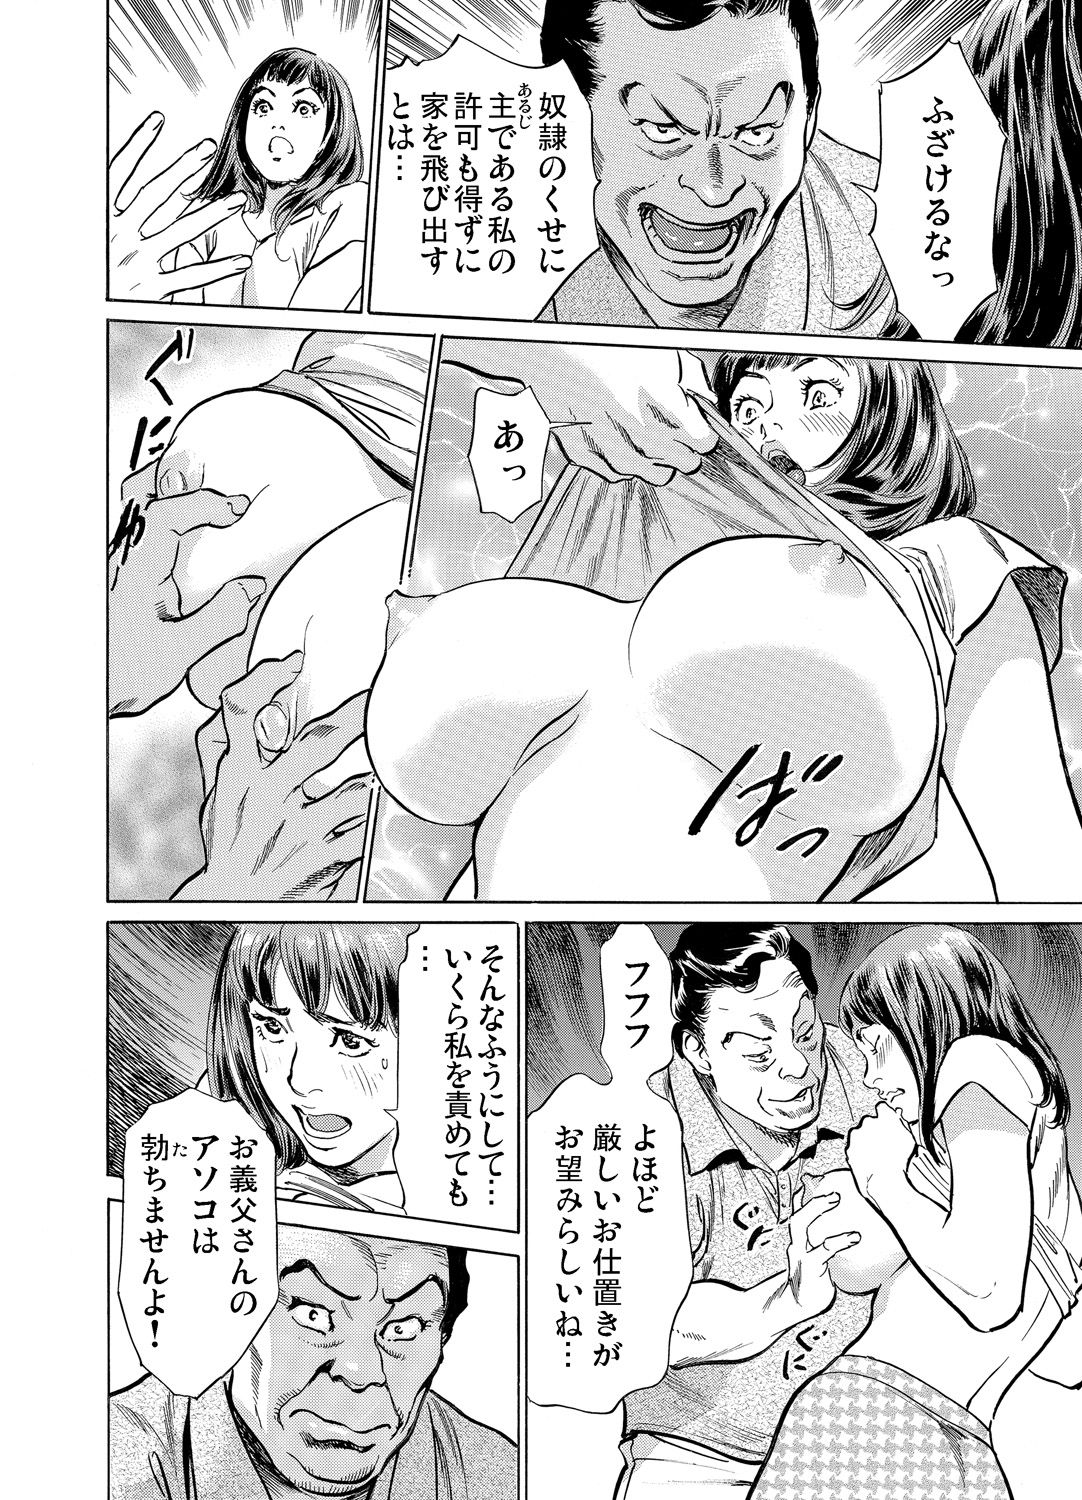 ふざけるなっ
奴隷のくせに
主である私の
あるじ
許可も得ずに
家を飛び出す
とは…
あっ
ばっ
ぐに
ぐに
よほど
厳しいお仕置きが
お望みらしいね…
フフフ
そんなふうにして…
いくら私を責めても
…
お義父さんの
アソコは
勃ちませんよ！
た